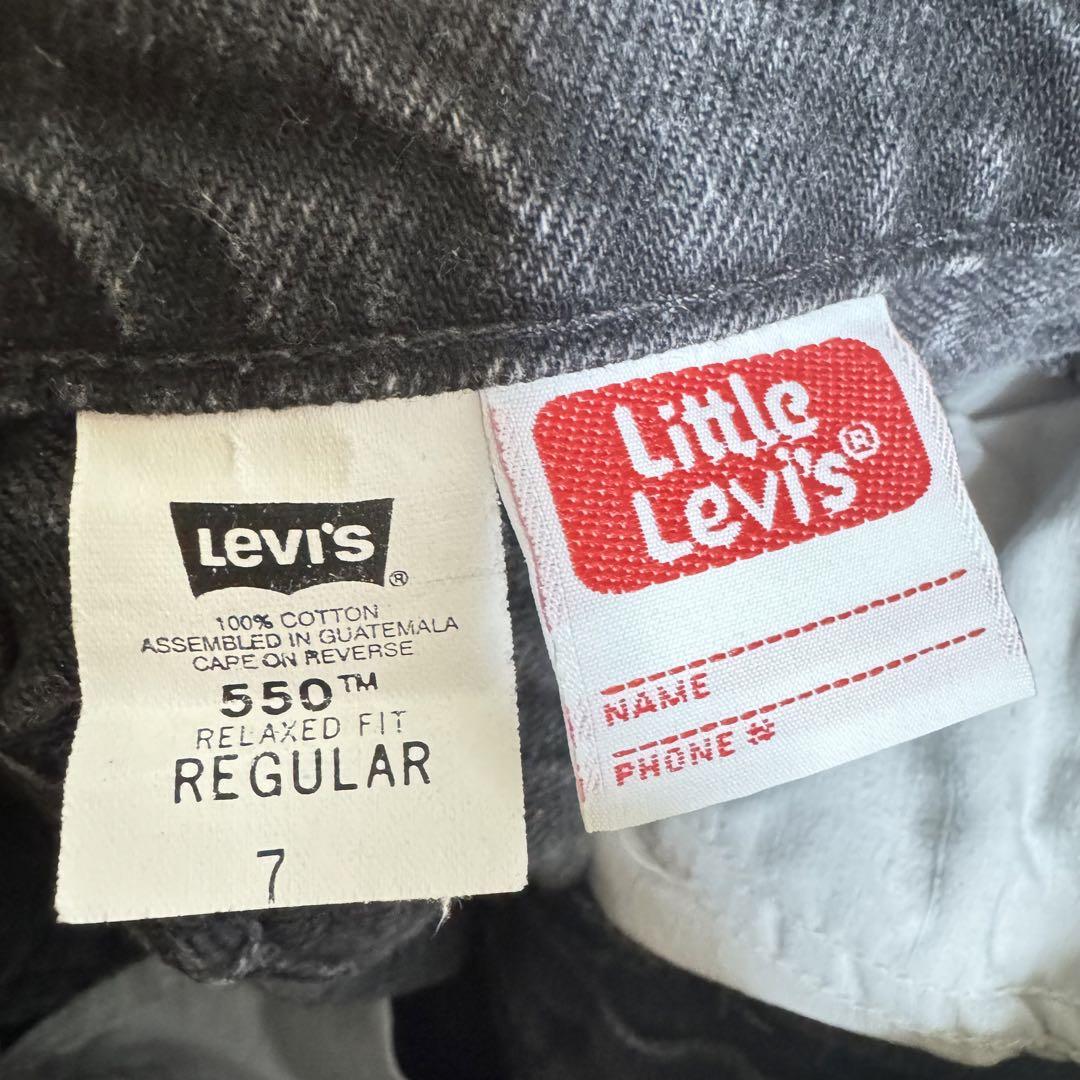 Levi's®
100% COTTON
ASSEMBLED IN GUATEMALA
CARE ON REVERSE
550™
RELAXED FIT
REGULAR
7
Little
Levi's®
NAME
PHONE #